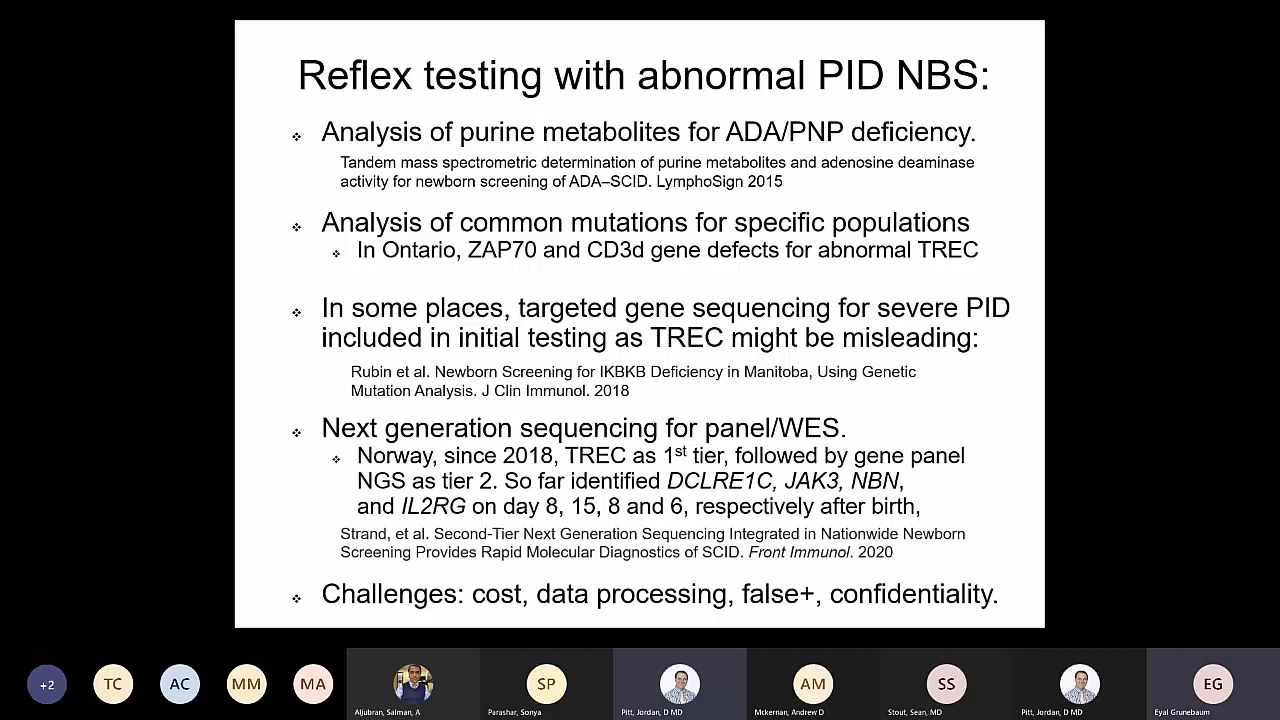 Reflex testing with abnormal PID NBS:
Analysis of purine metabolites for ADA/PNP deficiency.
Tandem mass spectrometric determination of purine metabolites and adenosine deaminase
activity for newborn screening of ADA–SCID. LymphoSign 2015
Analysis of common mutations for specific populations
In Ontario, ZAP70 and CD3d gene defects for abnormal TREC
In some places, targeted gene sequencing for severe PID
included in initial testing as TREC might be misleading:
Rubin et al. Newborn Screening for IKBKB Deficiency in Manitoba, Using Genetic
Mutation Analysis. J Clin Immunol. 2018
Next generation sequencing for panel/WES.
Norway, since 2018, TREC as 1st tier, followed by gene panel
NGS as tier 2. So far identified DCLRE1C, JAK3, NBN,
and IL2RG on day 8, 15, 8 and 6, respectively after birth,
Strand, et al. Second-Tier Next Generation Sequencing Integrated in Nationwide Newborn
Screening Provides Rapid Molecular Diagnostics of SCID. Front Immunol. 2020
Challenges: cost, data processing, false+, confidentiality.
+2 TC AC MM MA SP AM SS EG
Aljubran, Salman, A Parashar, Sonya Pitt, Jordan, D MD Mckernan, Andrew D Stout, Sean, MD Pitt, Jordan, D MD Eyal Grunebaum